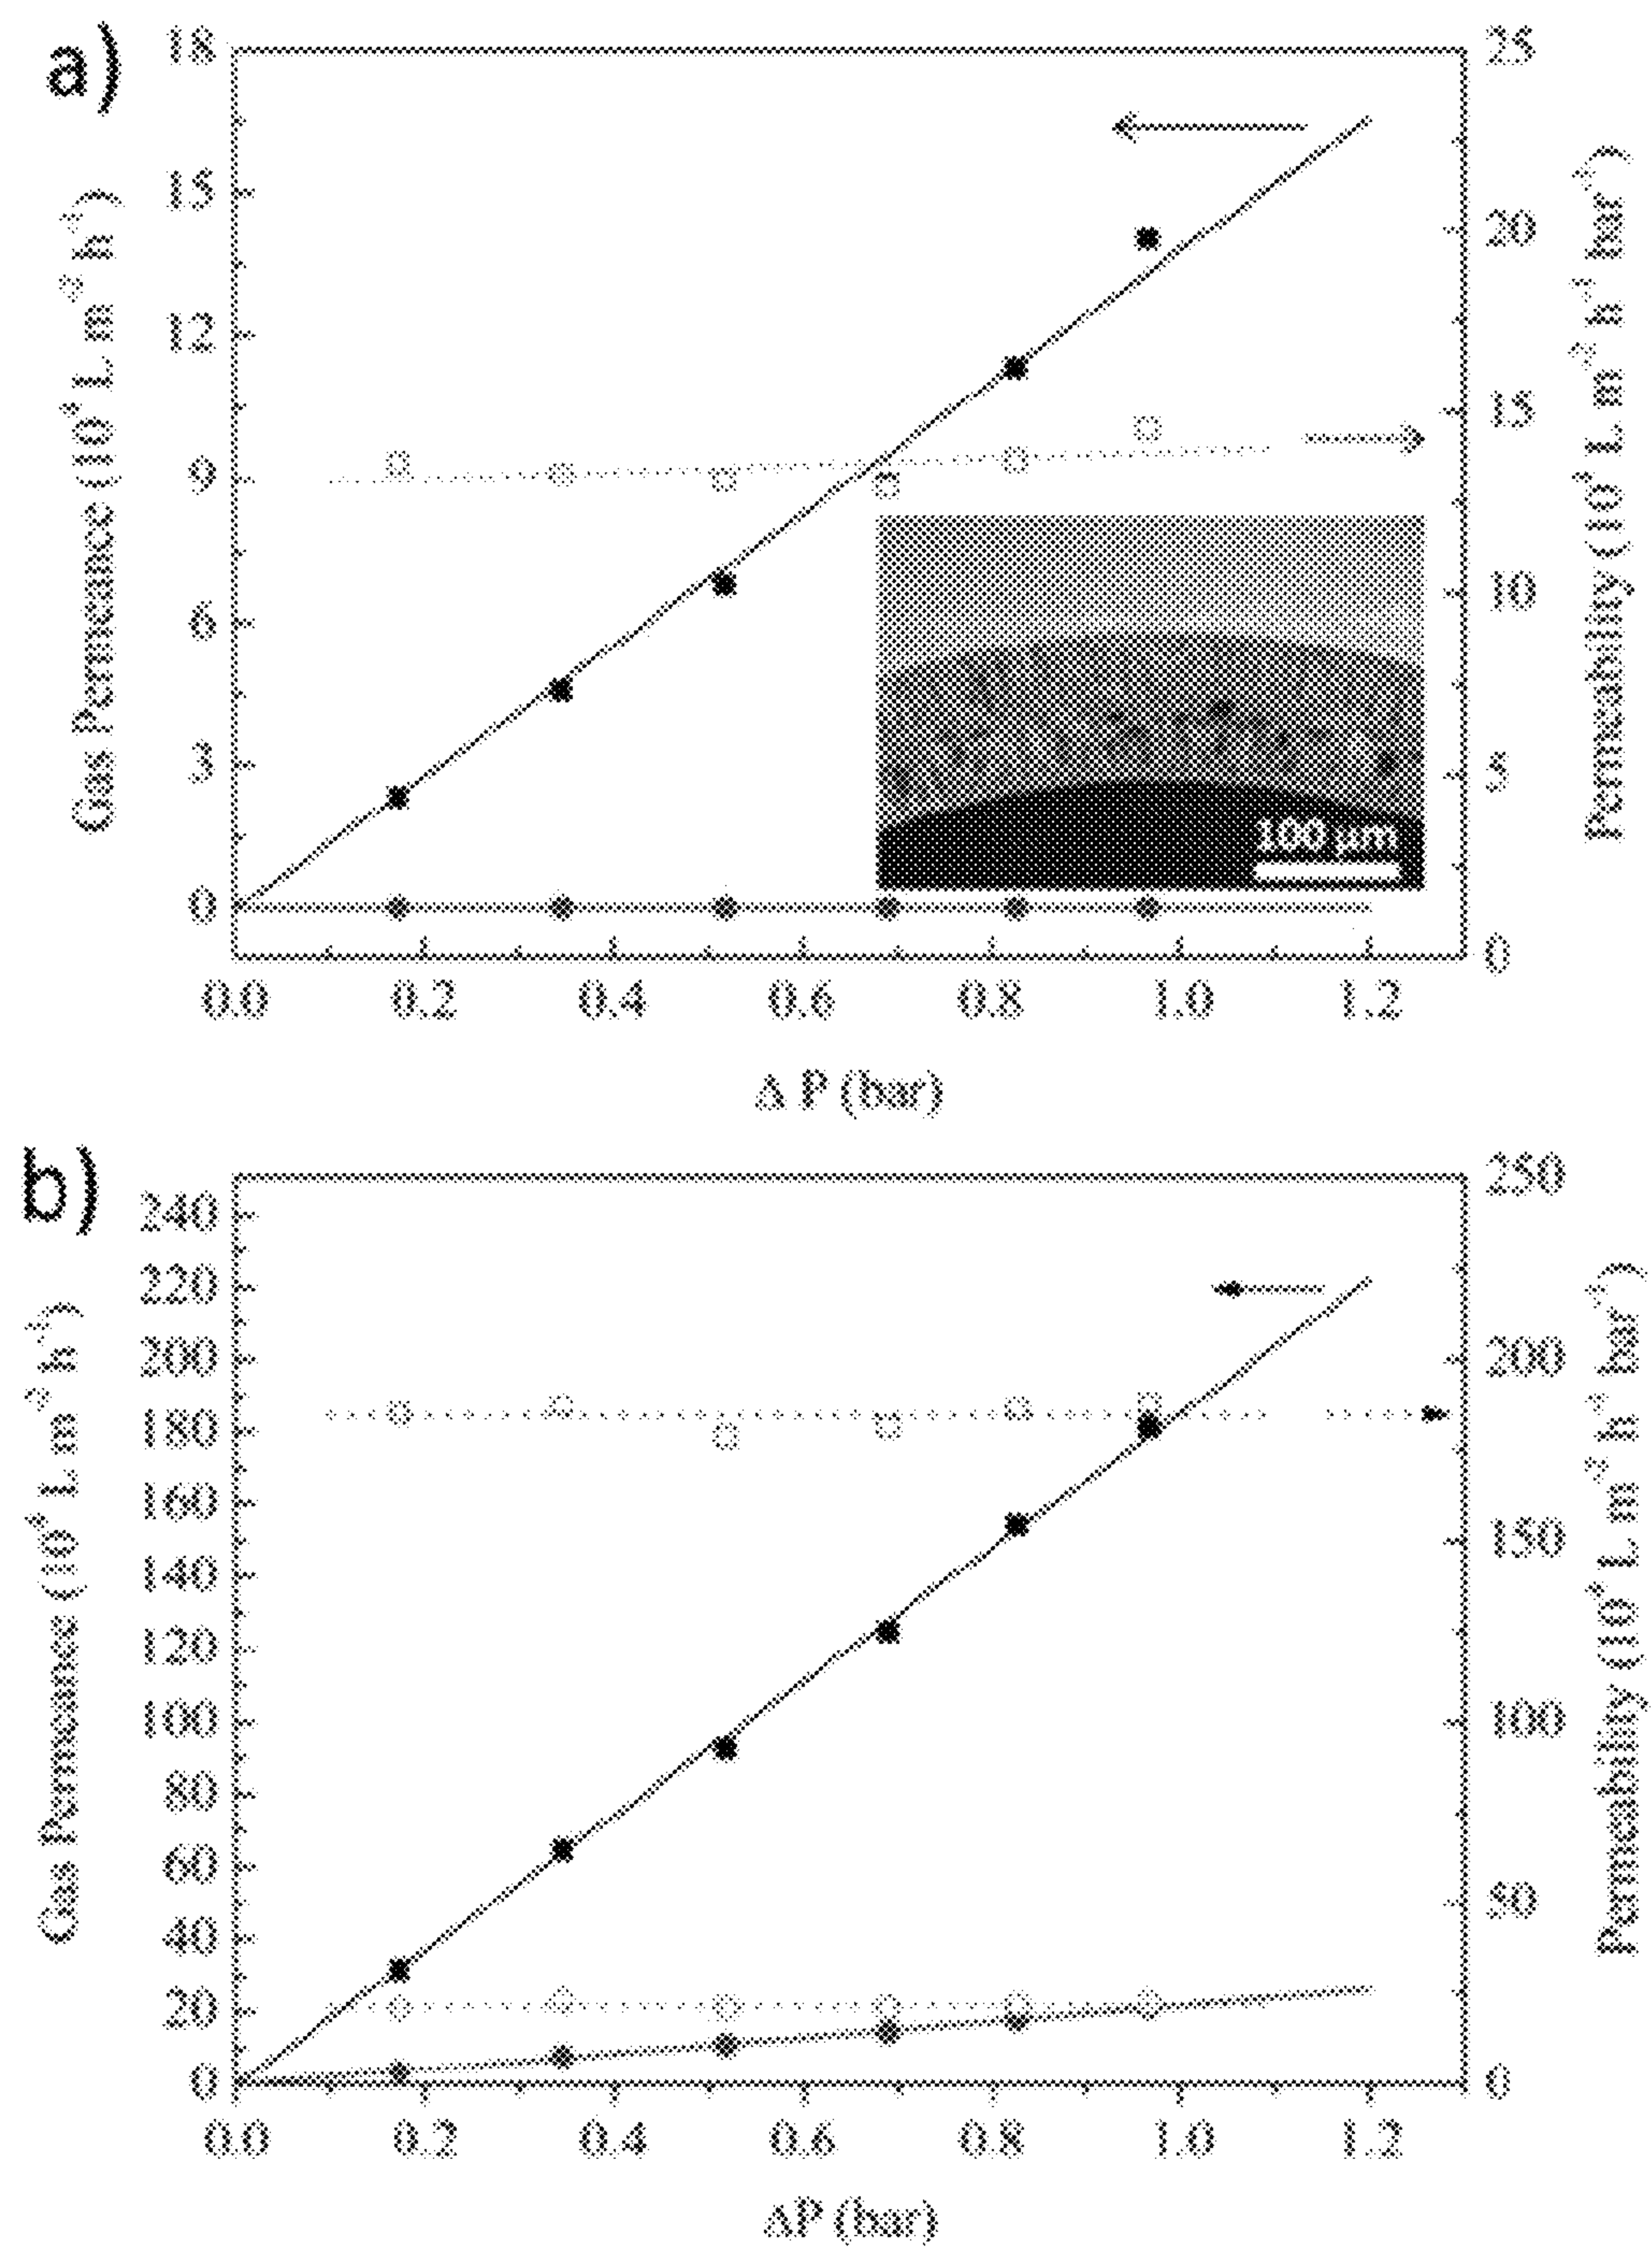 a)
18
15
12
9
6
3
0
Gas Permeance (10⁴ L m⁻² h⁻¹)
25
20
15
10
5
0
Permeability (10⁴ L m⁻² h⁻¹ bar⁻¹)
100 µm
0.0 0.2 0.4 0.6 0.8 1.0 1.2
Δ P (bar)
b)
240
220
200
180
160
140
120
100
80
60
40
20
0
Gas Permeance (10⁴ L m⁻² h⁻¹)
250
200
150
100
50
0
Permeability (10⁴ L m⁻² h⁻¹ bar⁻¹)
0.0 0.2 0.4 0.6 0.8 1.0 1.2
ΔP (bar)